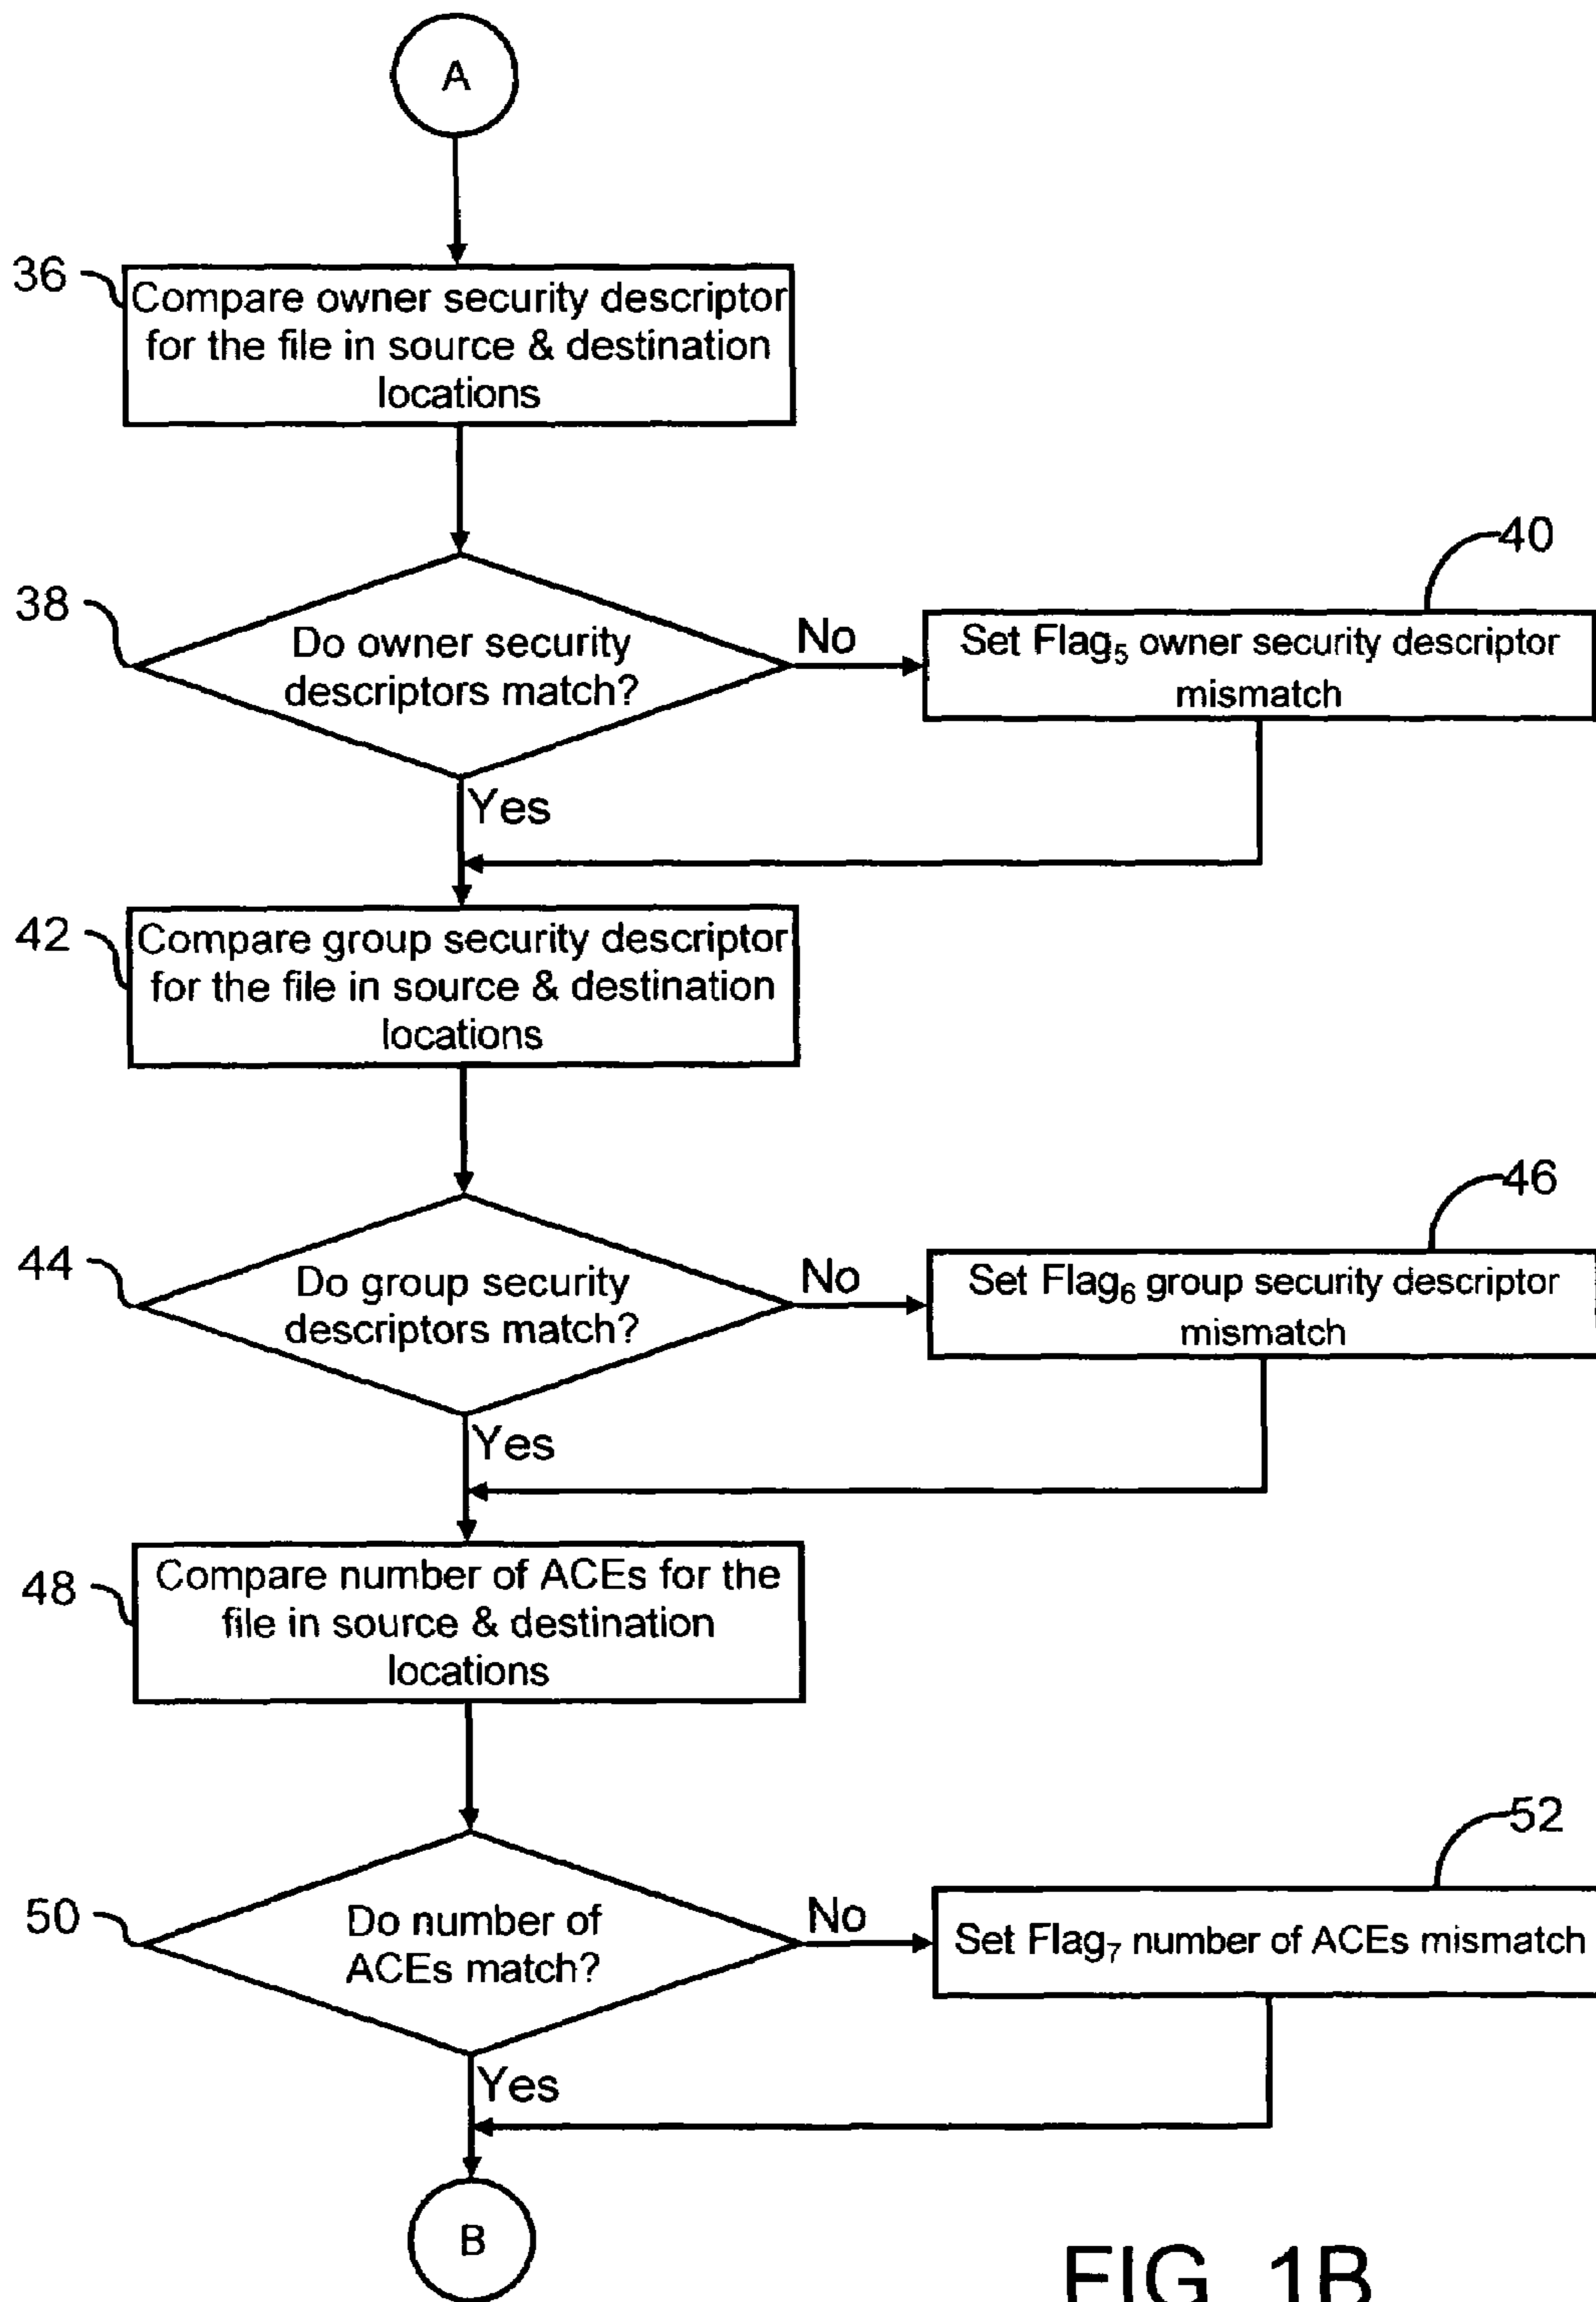 A
36
Compare owner security descriptor
for the file in source & destination
locations
38
Do owner security
descriptors match?
No
40
Set Flag₅ owner security descriptor
mismatch
Yes
42
Compare group security descriptor
for the file in source & destination
locations
44
Do group security
descriptors match?
No
46
Set Flag₆ group security descriptor
mismatch
Yes
48
Compare number of ACEs for the
file in source & destination
locations
50
Do number of
ACEs match?
No
52
Set Flag₇ number of ACEs mismatch
Yes
B
FIG. 1B